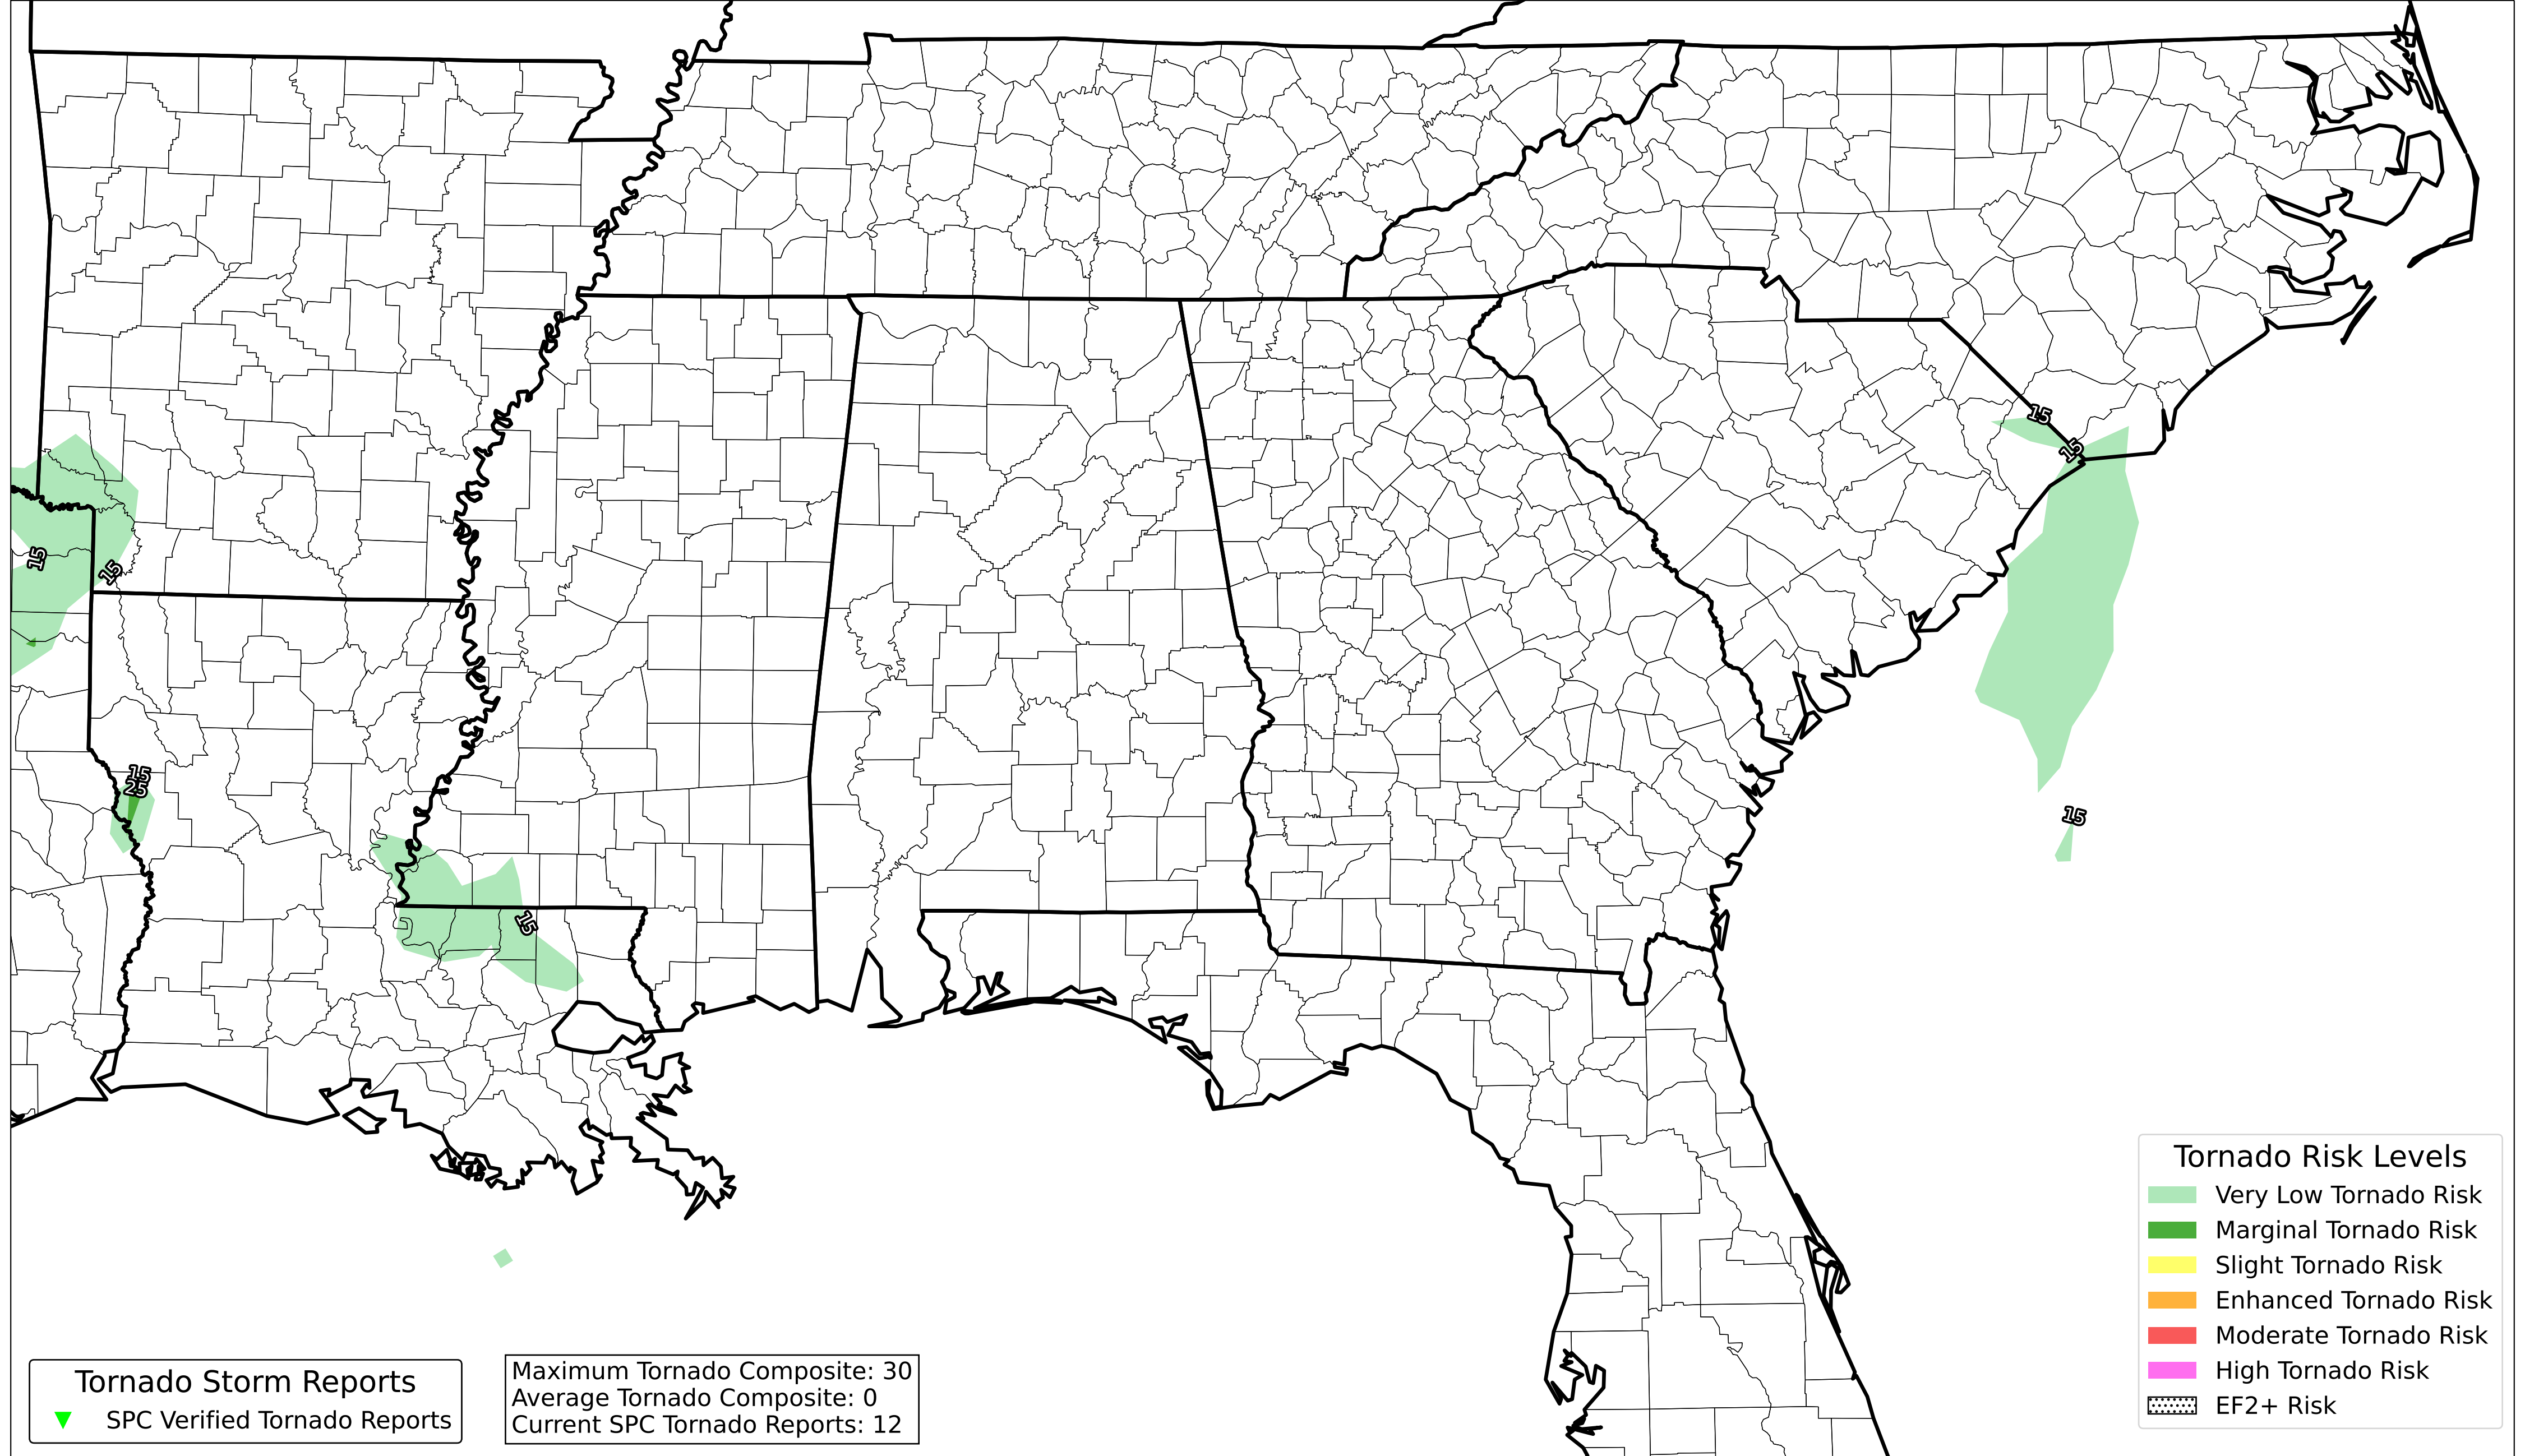 15
15
15
15
15
25
15
15
Tornado Risk Levels
Very Low Tornado Risk
Marginal Tornado Risk
Slight Tornado Risk
Enhanced Tornado Risk
Moderate Tornado Risk
High Tornado Risk
EF2+ Risk
Tornado Storm Reports
SPC Verified Tornado Reports
Maximum Tornado Composite: 30
Average Tornado Composite: 0
Current SPC Tornado Reports: 12